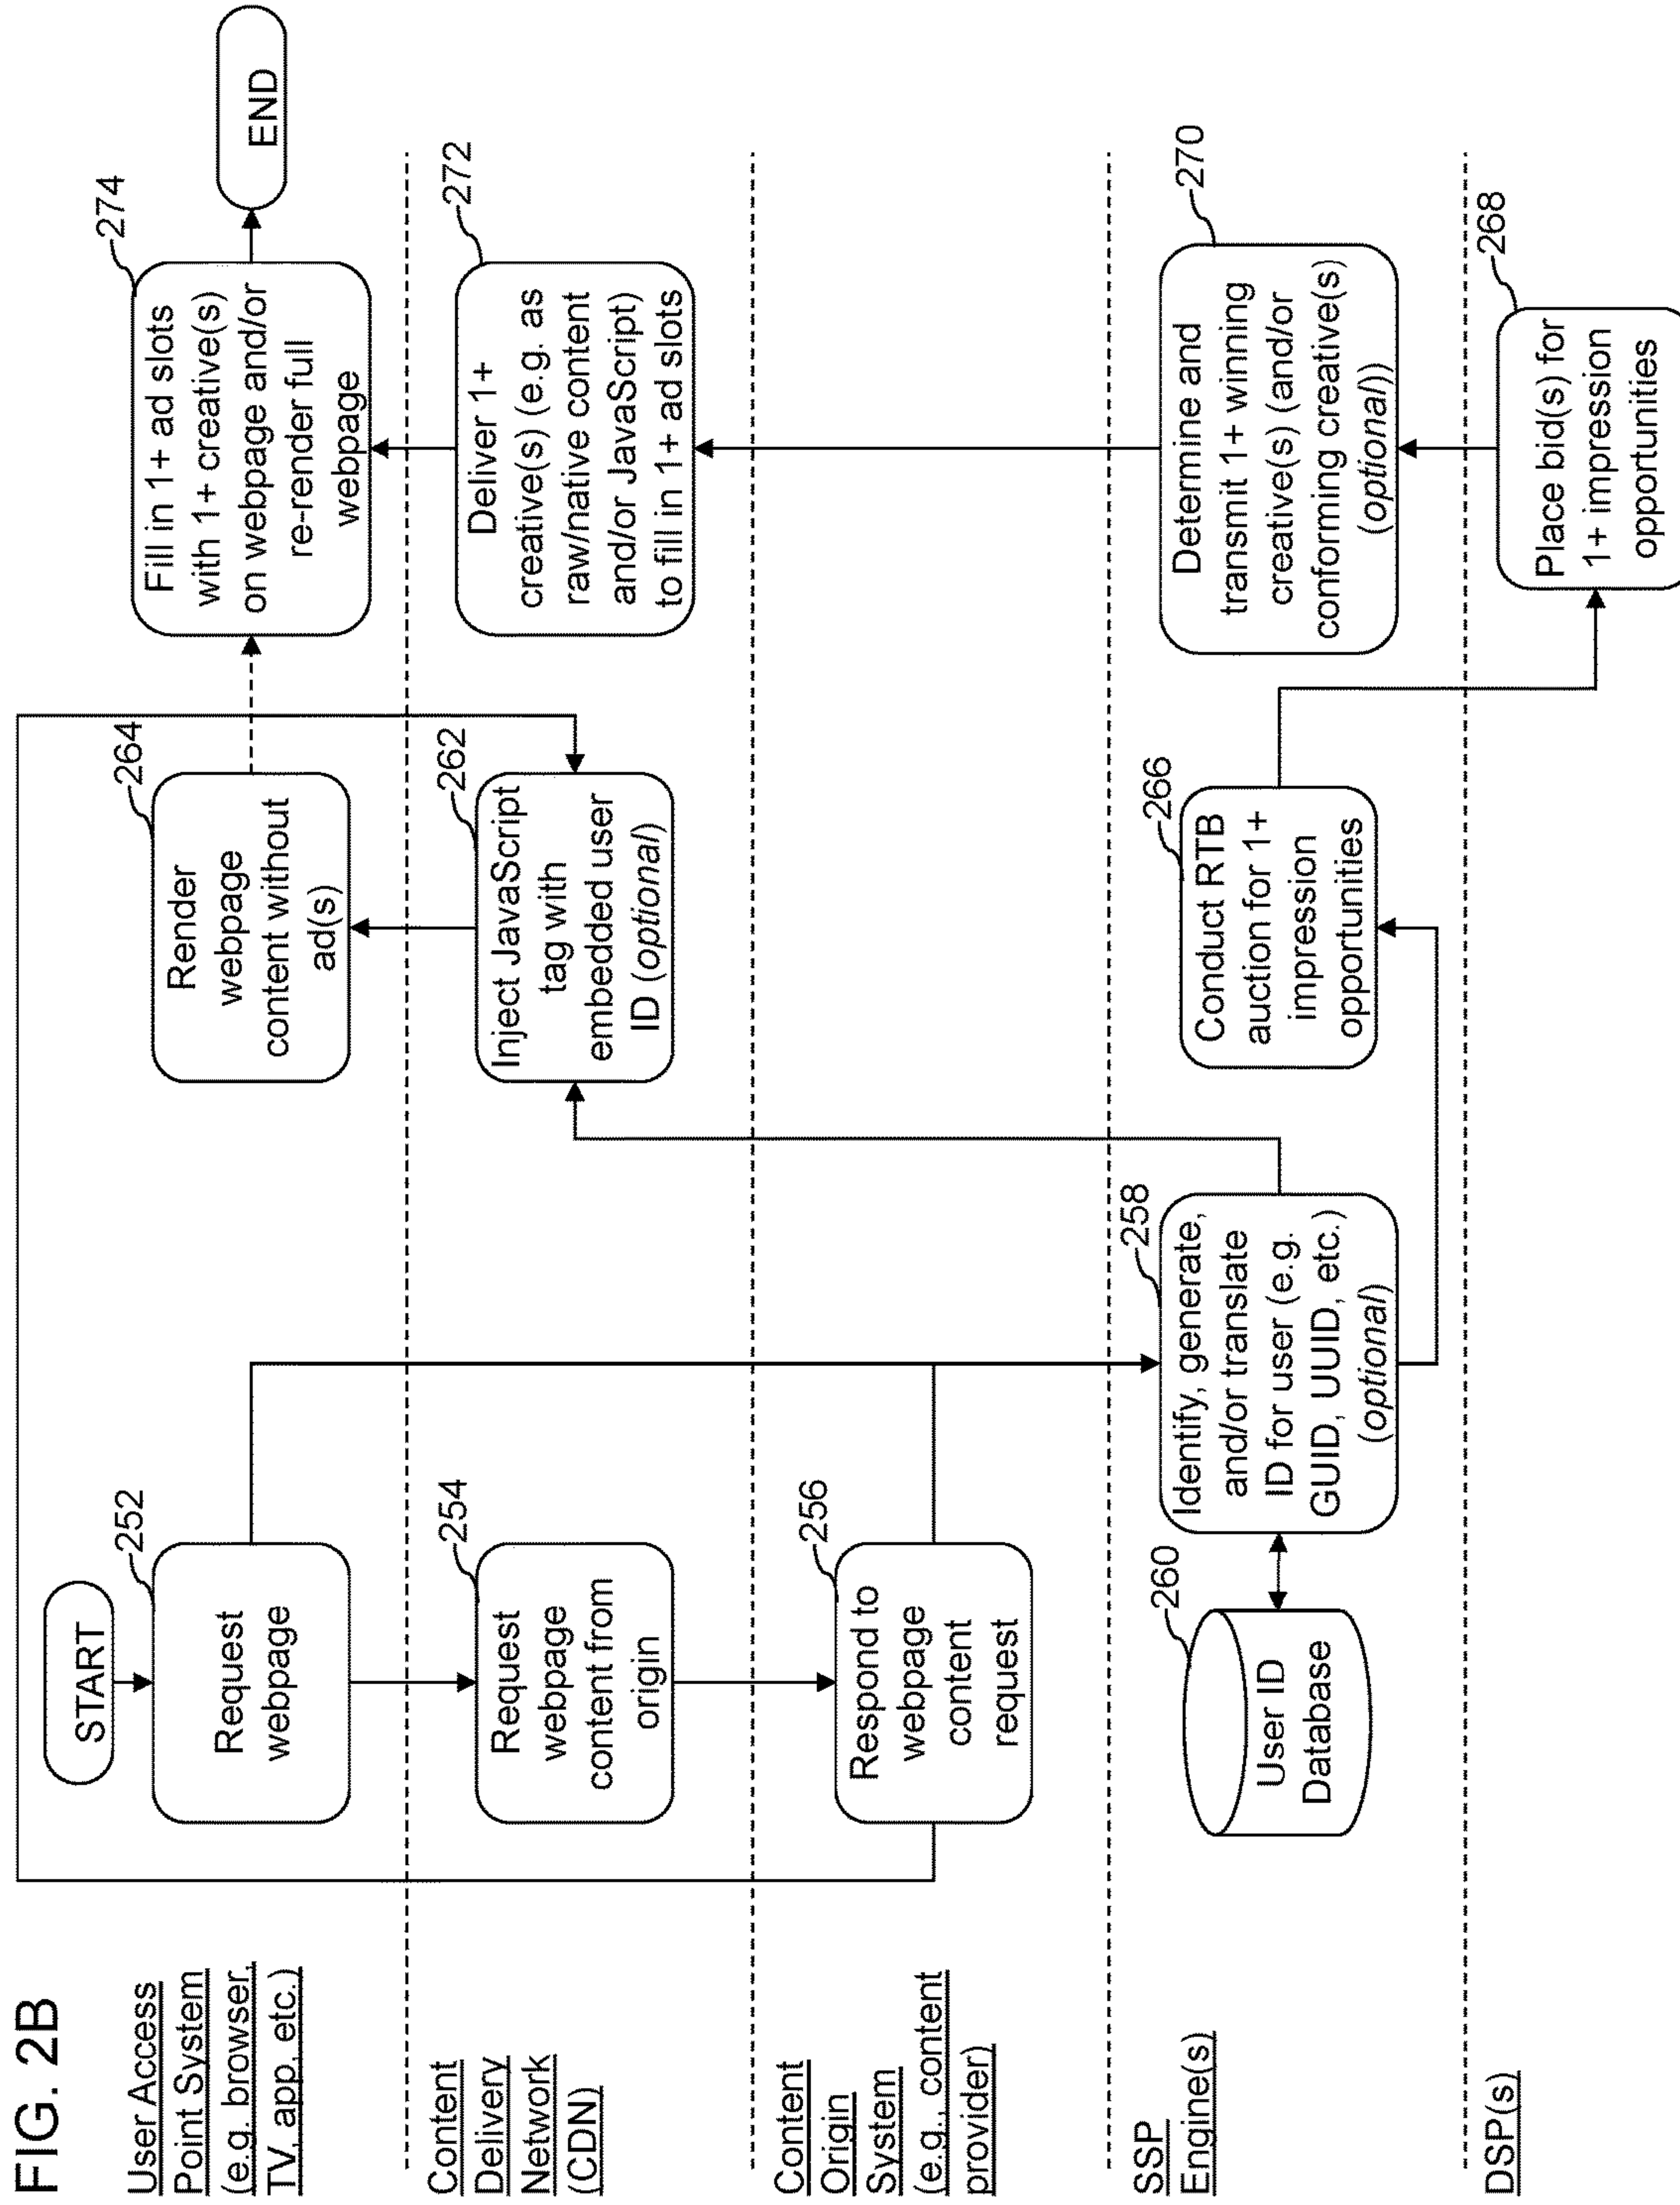 FIG. 2B
User Access
Point System
(e.g. browser,
TV, app, etc.)
START
252
Request
webpage
264
Render
webpage
content without
ad(s)
274
Fill in 1+ ad slots
with 1+ creative(s)
on webpage and/or
re-render full
webpage
END
Content
Delivery
Network
(CDN)
254
Request
webpage
content from
origin
262
Inject JavaScript
tag with
embedded user
ID (optional)
272
Deliver 1+
creative(s) (e.g. as
raw/native content
and/or JavaScript)
to fill in 1+ ad slots
Content
Origin
System
(e.g., content
provider)
256
Respond to
webpage
content
request
SSP
Engine(s)
260
User ID
Database
258
Identify, generate,
and/or translate
ID for user (e.g.
GUID, UUID, etc.)
(optional)
266
Conduct RTB
auction for 1+
impression
opportunities
270
Determine and
transmit 1+ winning
creative(s) (and/or
conforming creative(s)
(optional))
DSP(s)
268
Place bid(s) for
1+ impression
opportunities